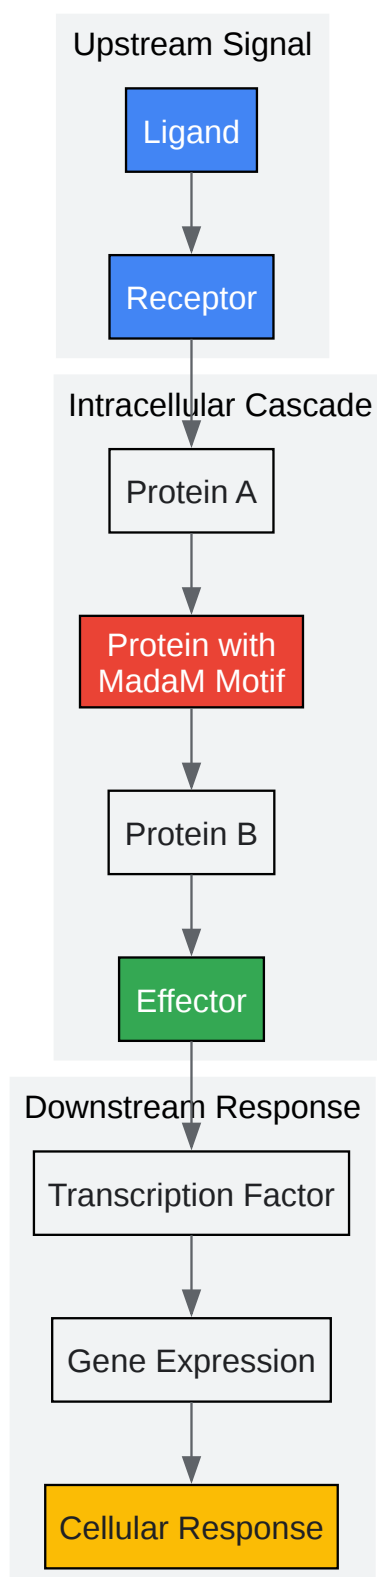 Upstream Signal
Ligand
Receptor
Intracellular Cascade
Protein A
Protein with
MadaM Motif
Protein B
Effector
Downstream Response
Transcription Factor
Gene Expression
Cellular Response